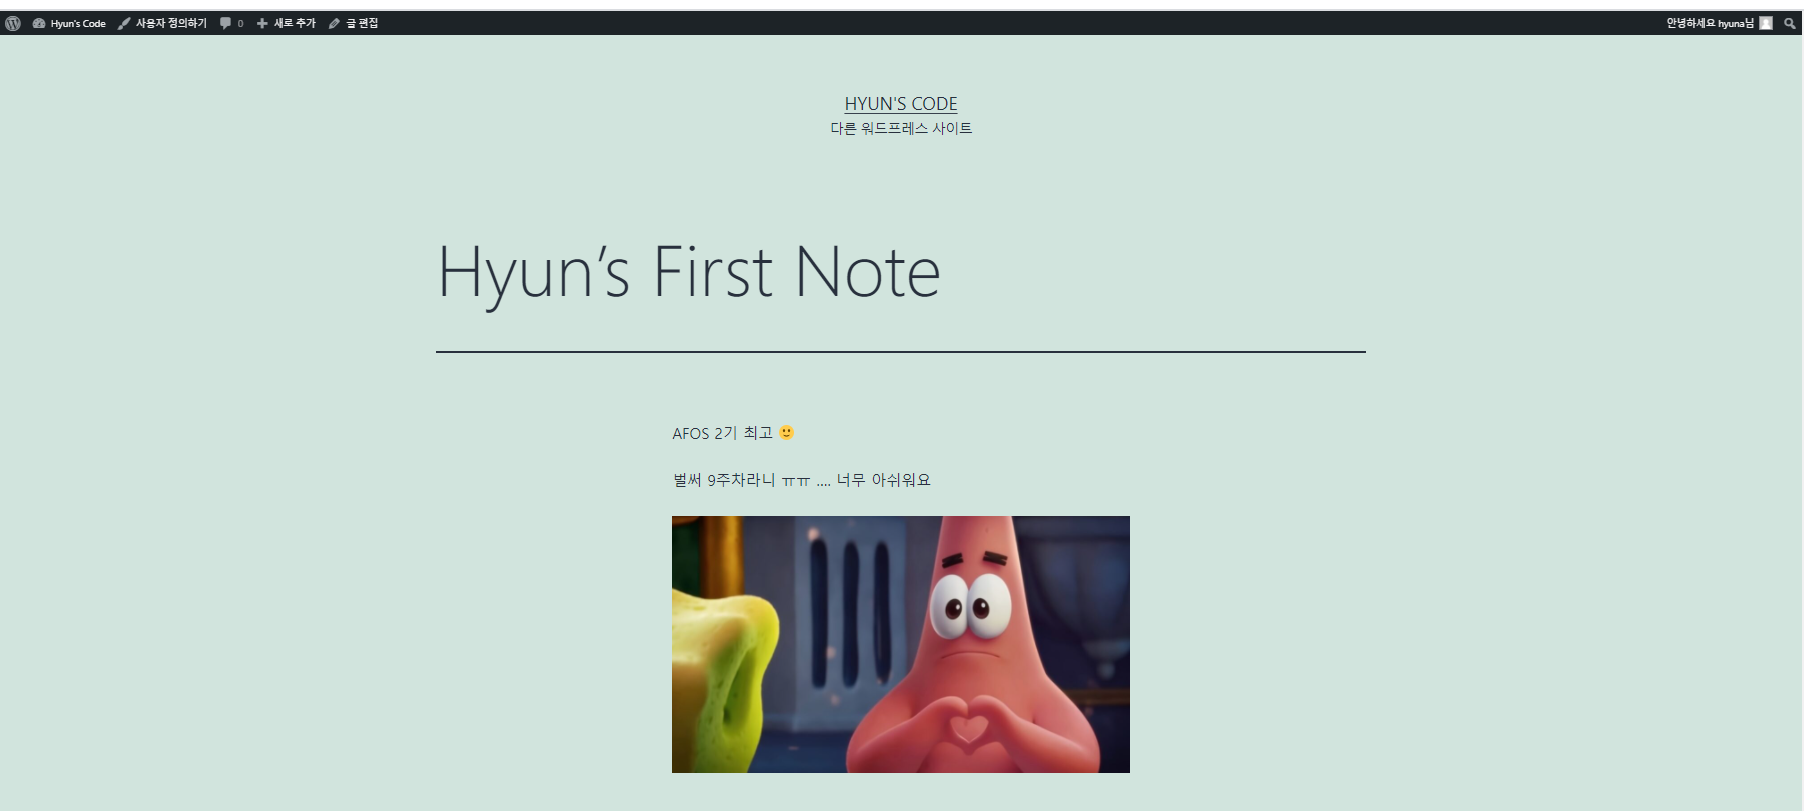 Hyun's Code 사용자 정의하기 0 새로 추가 글 편집 안녕하세요 hyuna님
HYUN'S CODE
다른 워드프레스 사이트
Hyun’s First Note
AFOS 2기 최고 🙂
벌써 9주차라니 ㅠㅠ …. 너무 아쉬워요